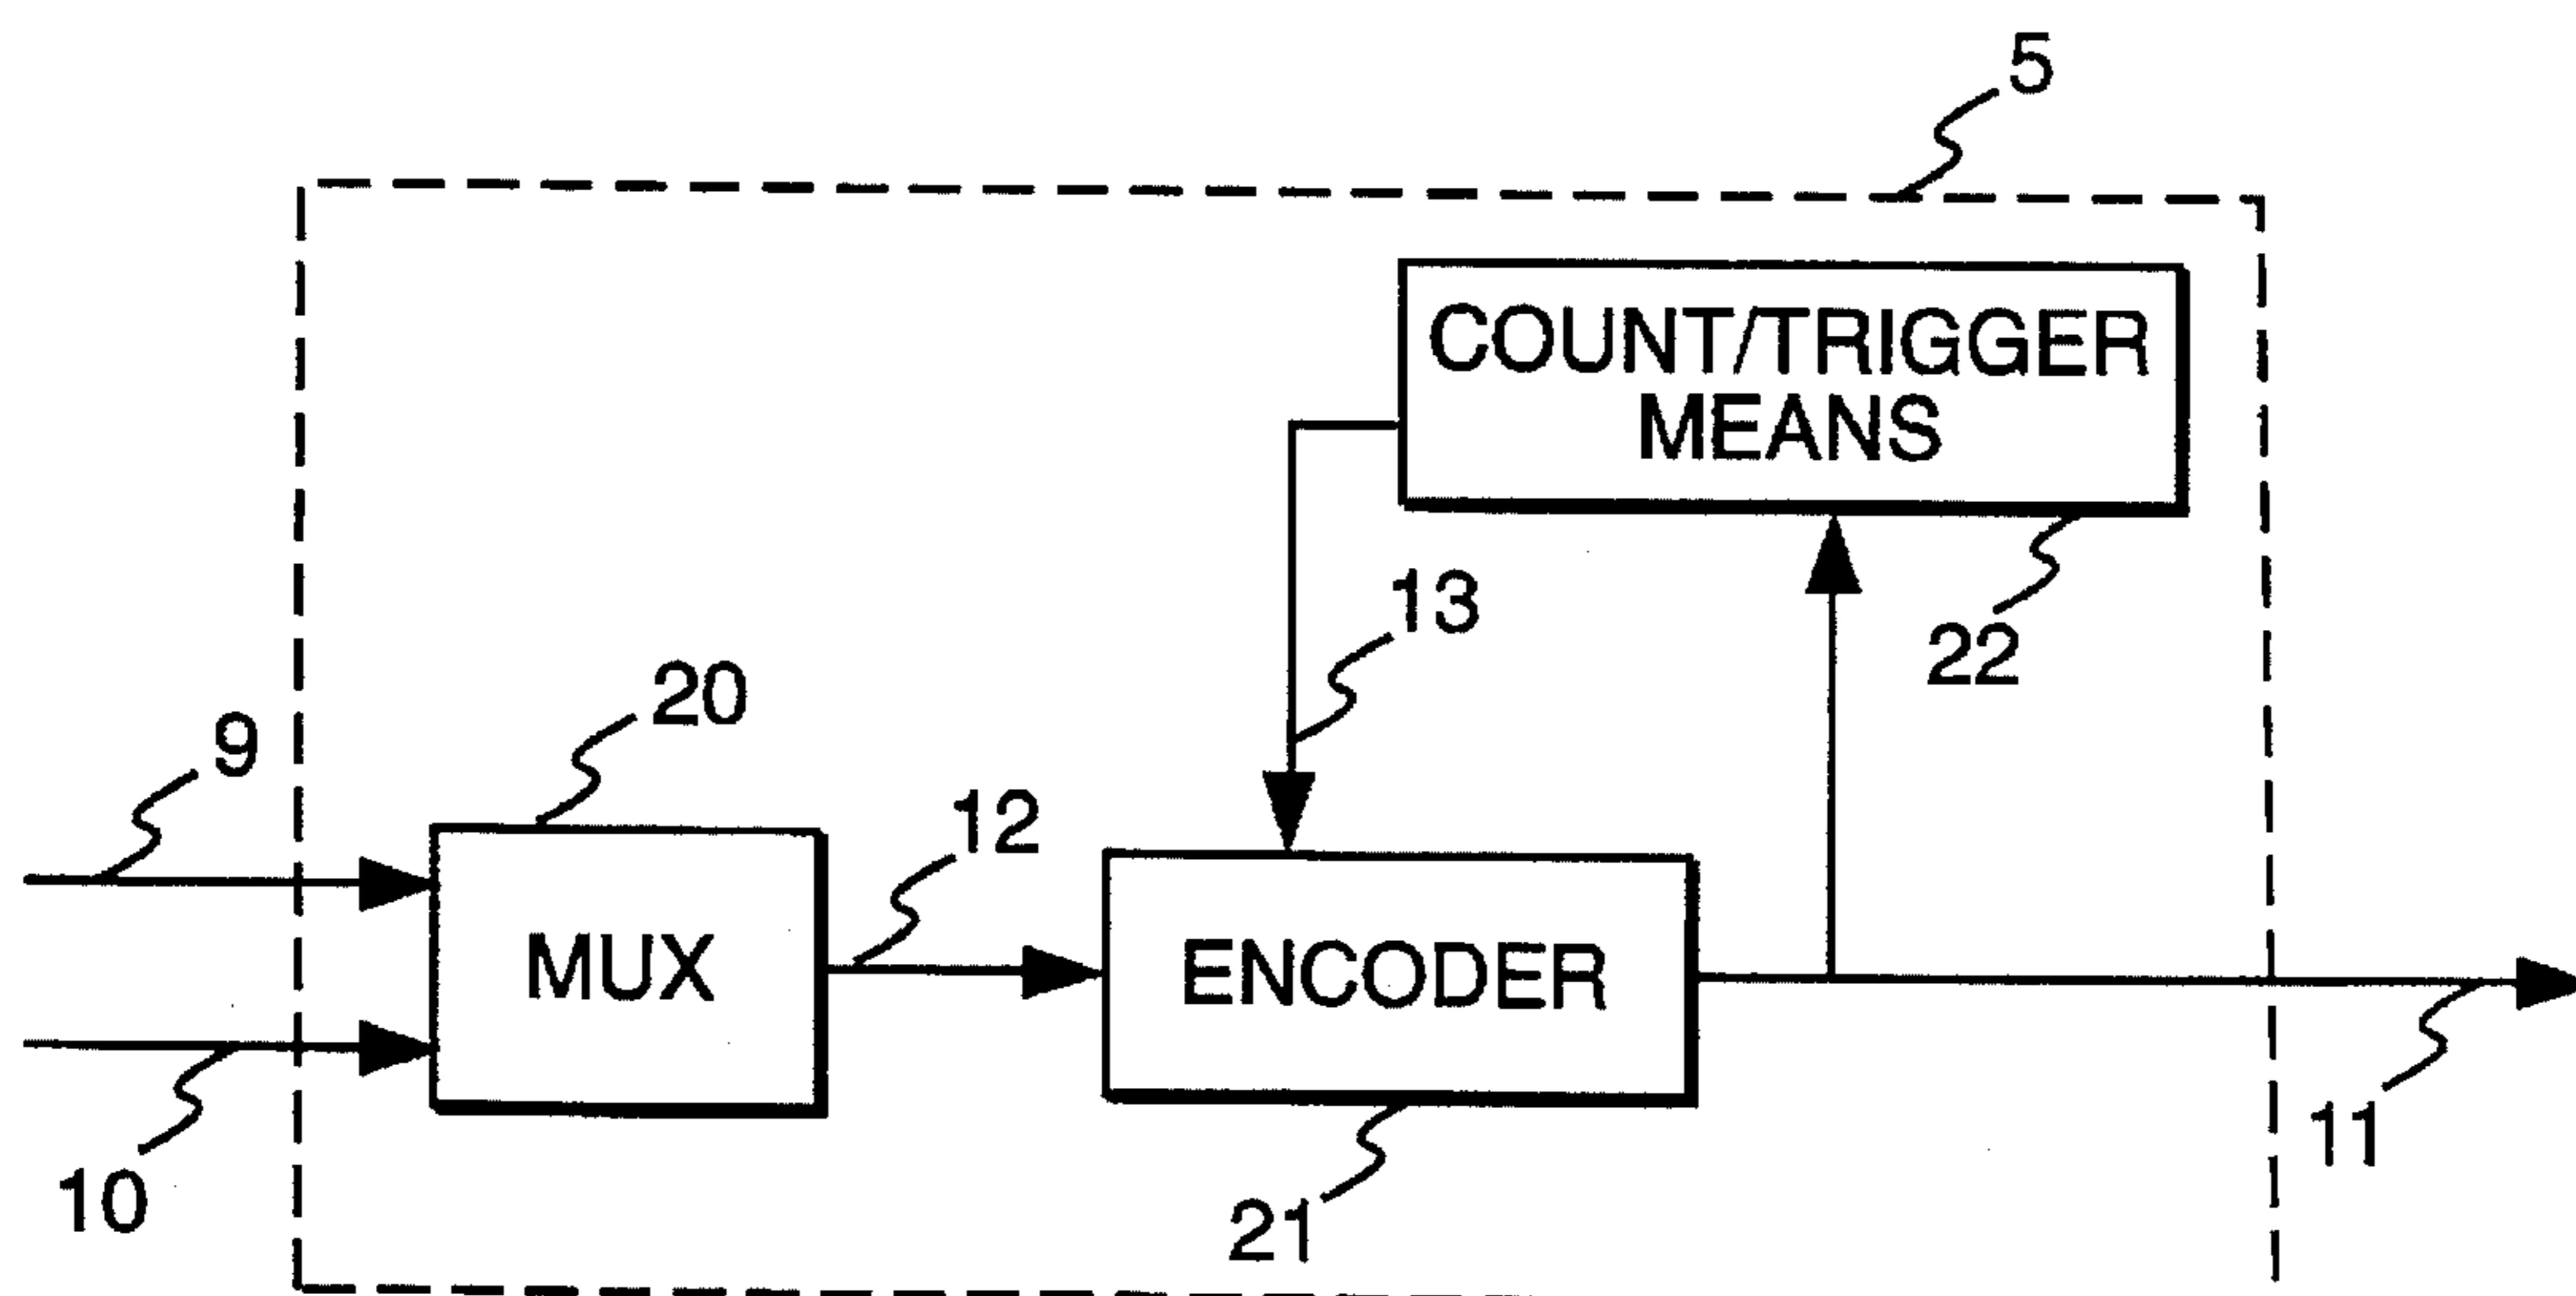 5
COUNT/TRIGGER
MEANS
13
22
20
9
12
MUX
ENCODER
10
21
11